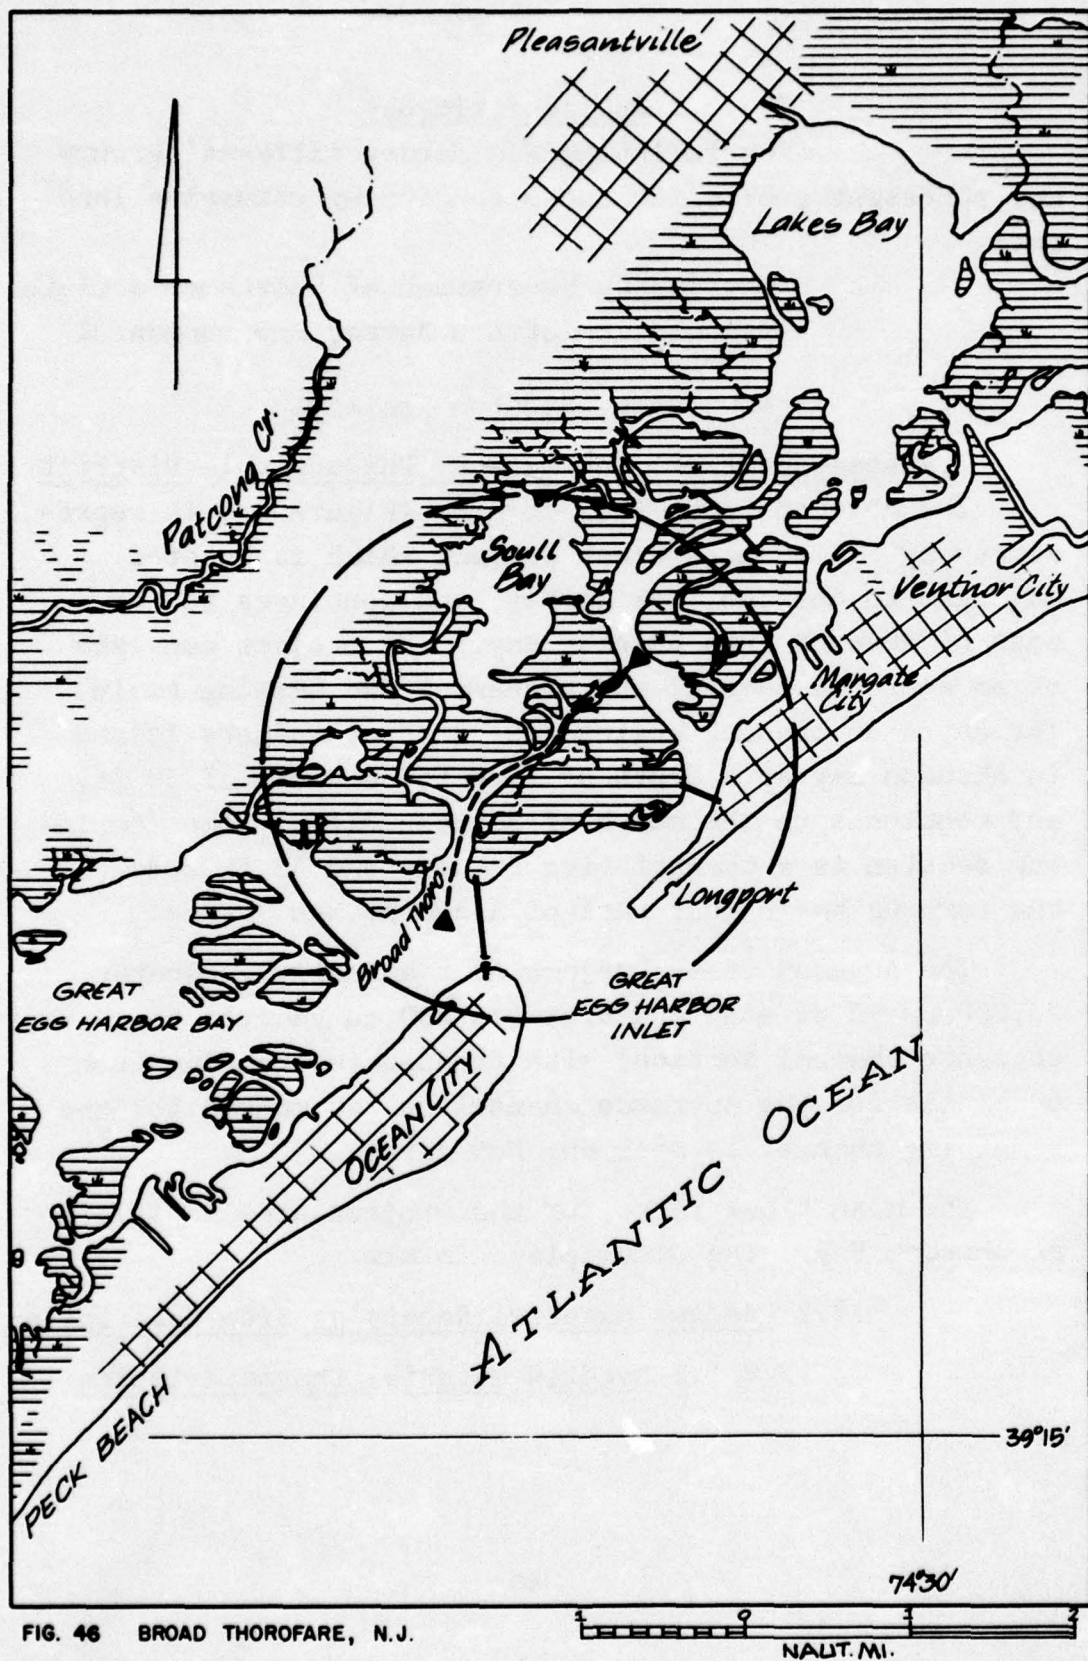 Pleasantville
Lakes Bay
Patcong Cr.
Scull
Bay
Ventnor City
Margate
City
Longport
Broad Thoro.
GREAT
EGG HARBOR BAY
GREAT
EGG HARBOR
INLET
OCEAN CITY
ATLANTIC OCEAN
PECK BEACH
39°15'
74°30'
FIG. 46 BROAD THOROFARE, N.J.
1 0 1 2
NAUT. MI.